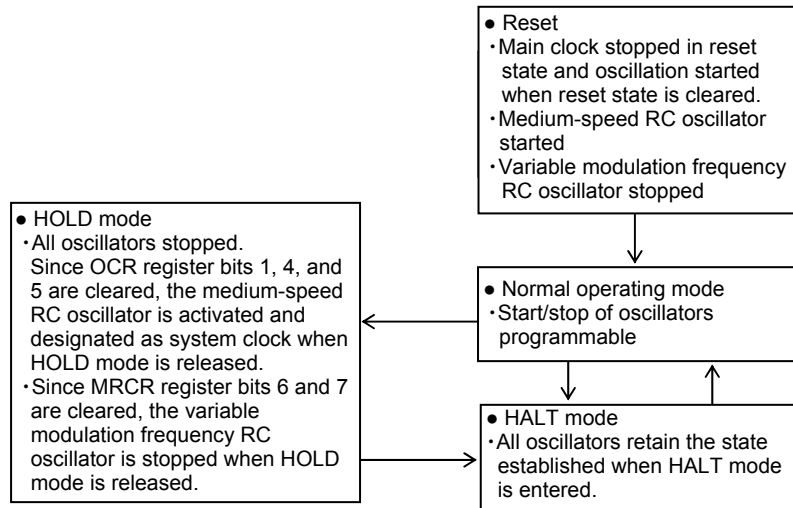 ● Reset
・Main clock stopped in reset
state and oscillation started
when reset state is cleared.
・Medium-speed RC oscillator
started
・Variable modulation frequency
RC oscillator stopped
● HOLD mode
・All oscillators stopped.
Since OCR register bits 1, 4, and
5 are cleared, the medium-speed
RC oscillator is activated and
designated as system clock when
HOLD mode is released.
・Since MRCR register bits 6 and 7
are cleared, the variable
modulation frequency RC
oscillator is stopped when HOLD
mode is released.
● Normal operating mode
・Start/stop of oscillators
programmable
● HALT mode
・All oscillators retain the state
established when HALT mode
is entered.